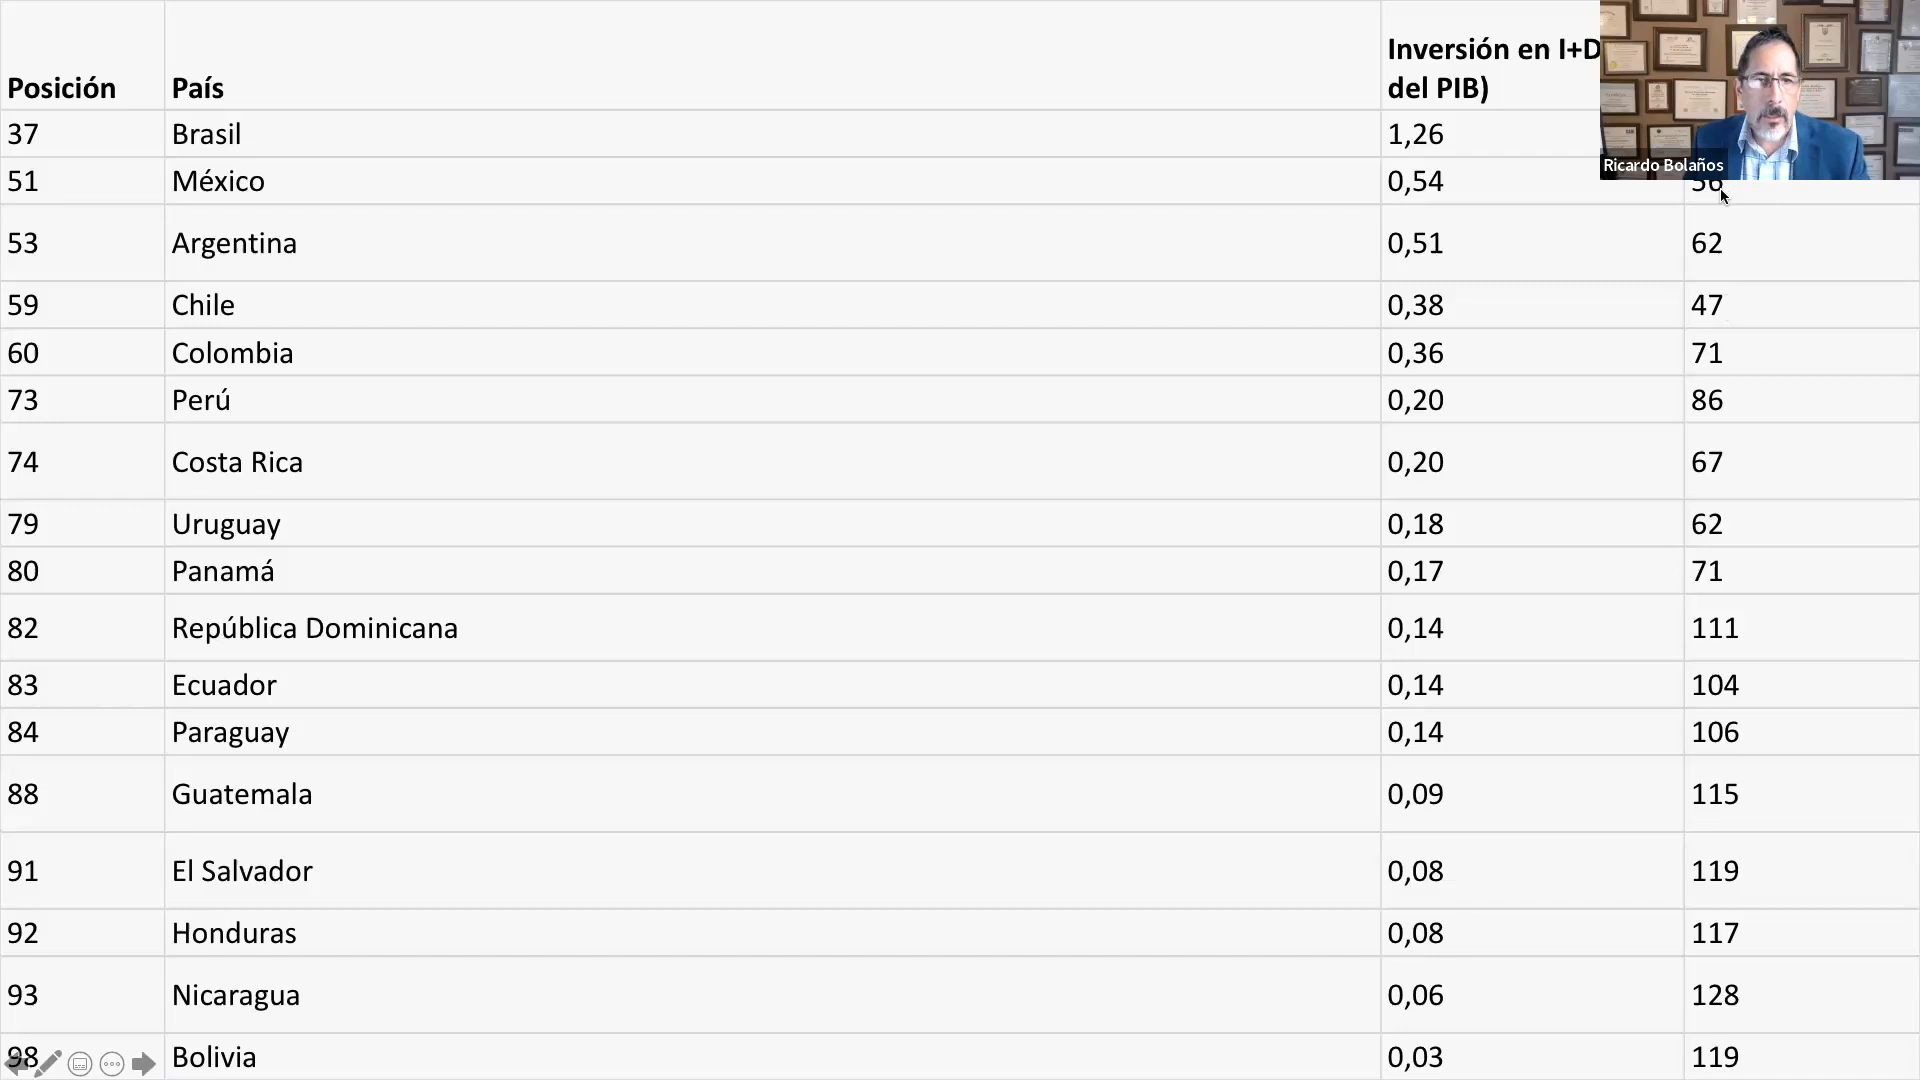 Posición País Inversión en I+D
del PIB)
37 Brasil 1,26
51 México 0,54 56
53 Argentina 0,51 62
59 Chile 0,38 47
60 Colombia 0,36 71
73 Perú 0,20 86
74 Costa Rica 0,20 67
79 Uruguay 0,18 62
80 Panamá 0,17 71
82 República Dominicana 0,14 111
83 Ecuador 0,14 104
84 Paraguay 0,14 106
88 Guatemala 0,09 115
91 El Salvador 0,08 119
92 Honduras 0,08 117
93 Nicaragua 0,06 128
98 Bolivia 0,03 119
Ricardo Bolaños